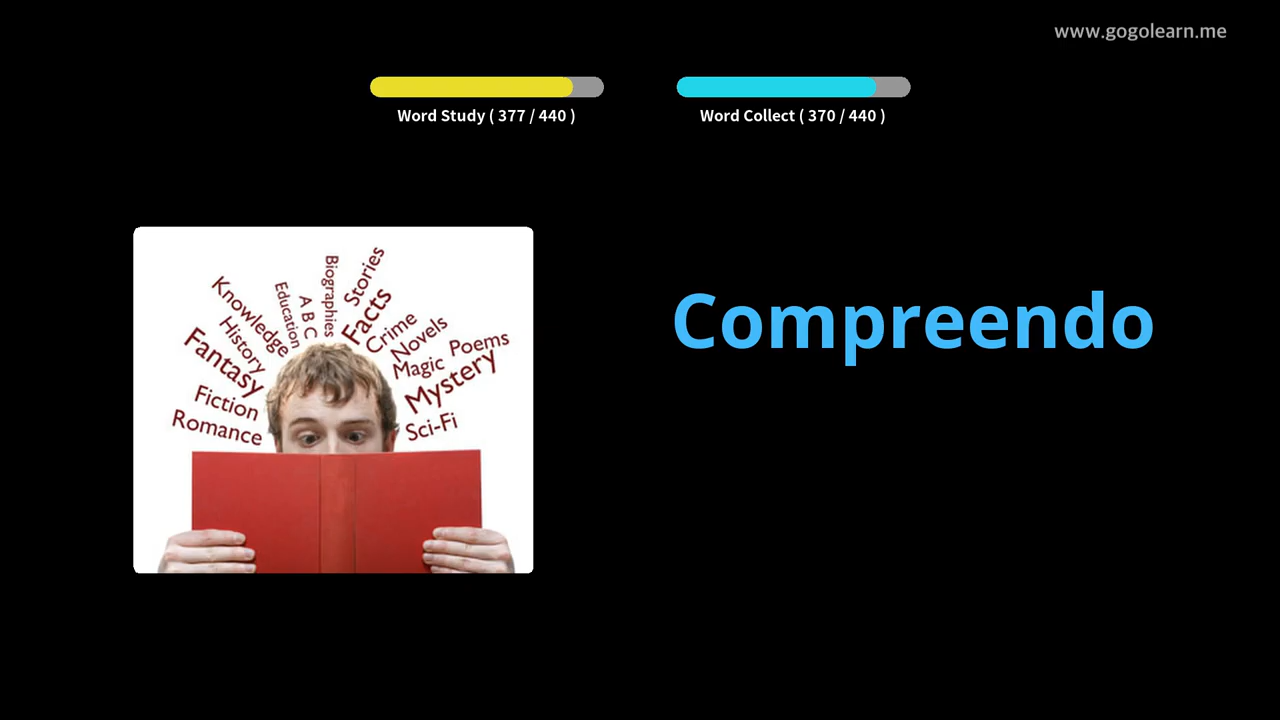 www.gogolearn.me
Word Study ( 377 / 440 )
Word Collect ( 370 / 440 )
Compreendo
Romance
Fiction
Fantasy
History
Knowledge
Education
A B C
Biographies
Stories
Facts
Crime
Novels
Magic
Poems
Mystery
Sci-Fi